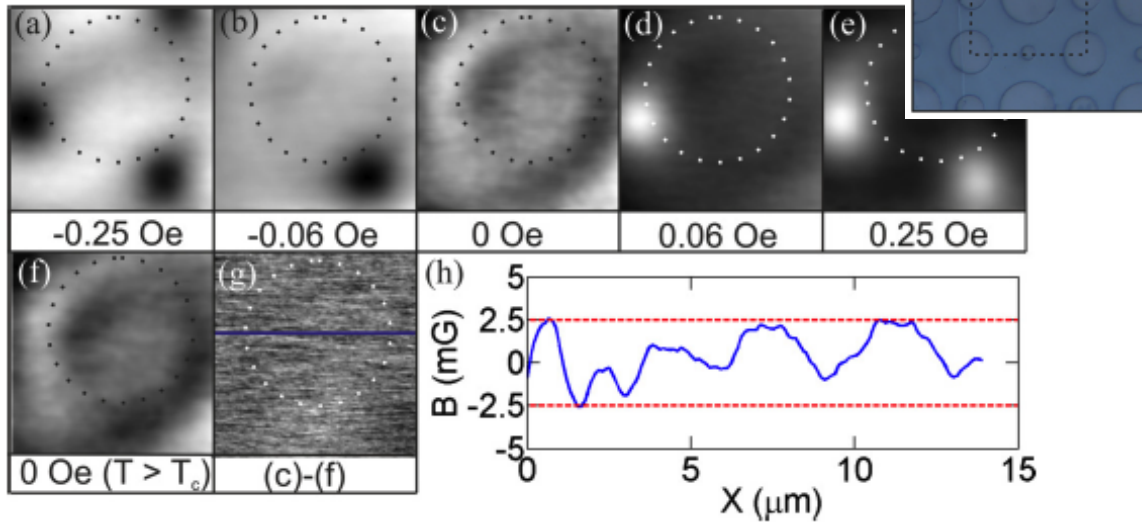 (a) (b) (c) (d) (e)
-0.25 Oe -0.06 Oe 0 Oe 0.06 Oe 0.25 Oe
(f) (g) (h)
0 Oe (T > Tc) (c)-(f)
B (mG)
5
2.5
0
-2.5
-5
0 5 10 15
X (μm)